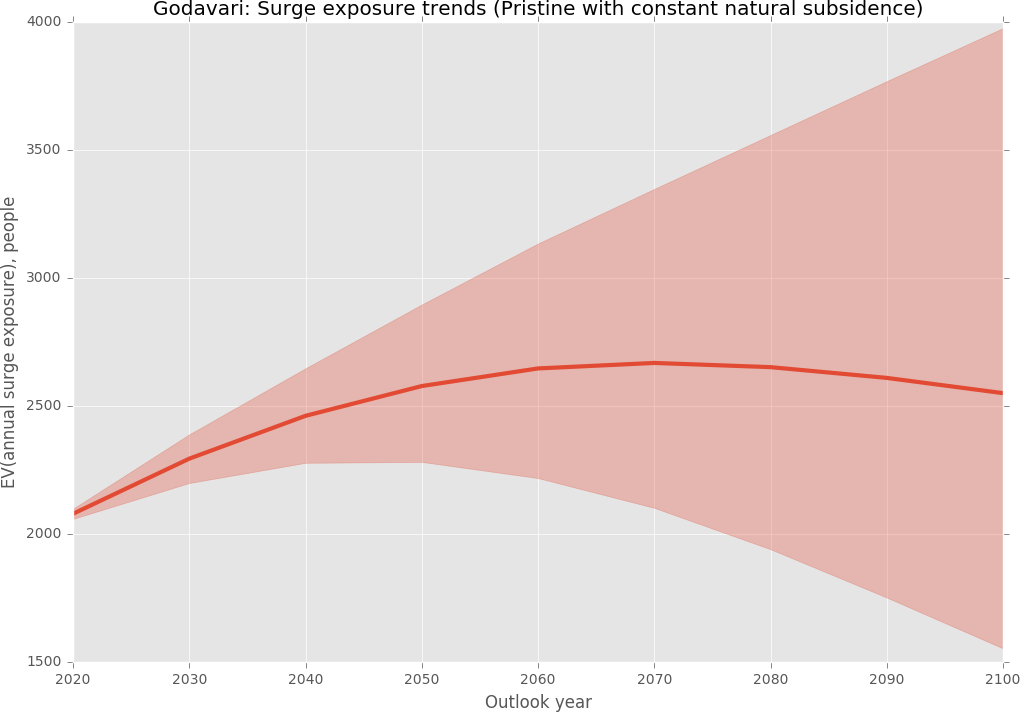 Godavari: Surge exposure trends (Pristine with constant natural subsidence)
EV(annual surge exposure), people
4000
3500
3000
2500
2000
1500
2020 2030 2040 2050 2060 2070 2080 2090 2100
Outlook year